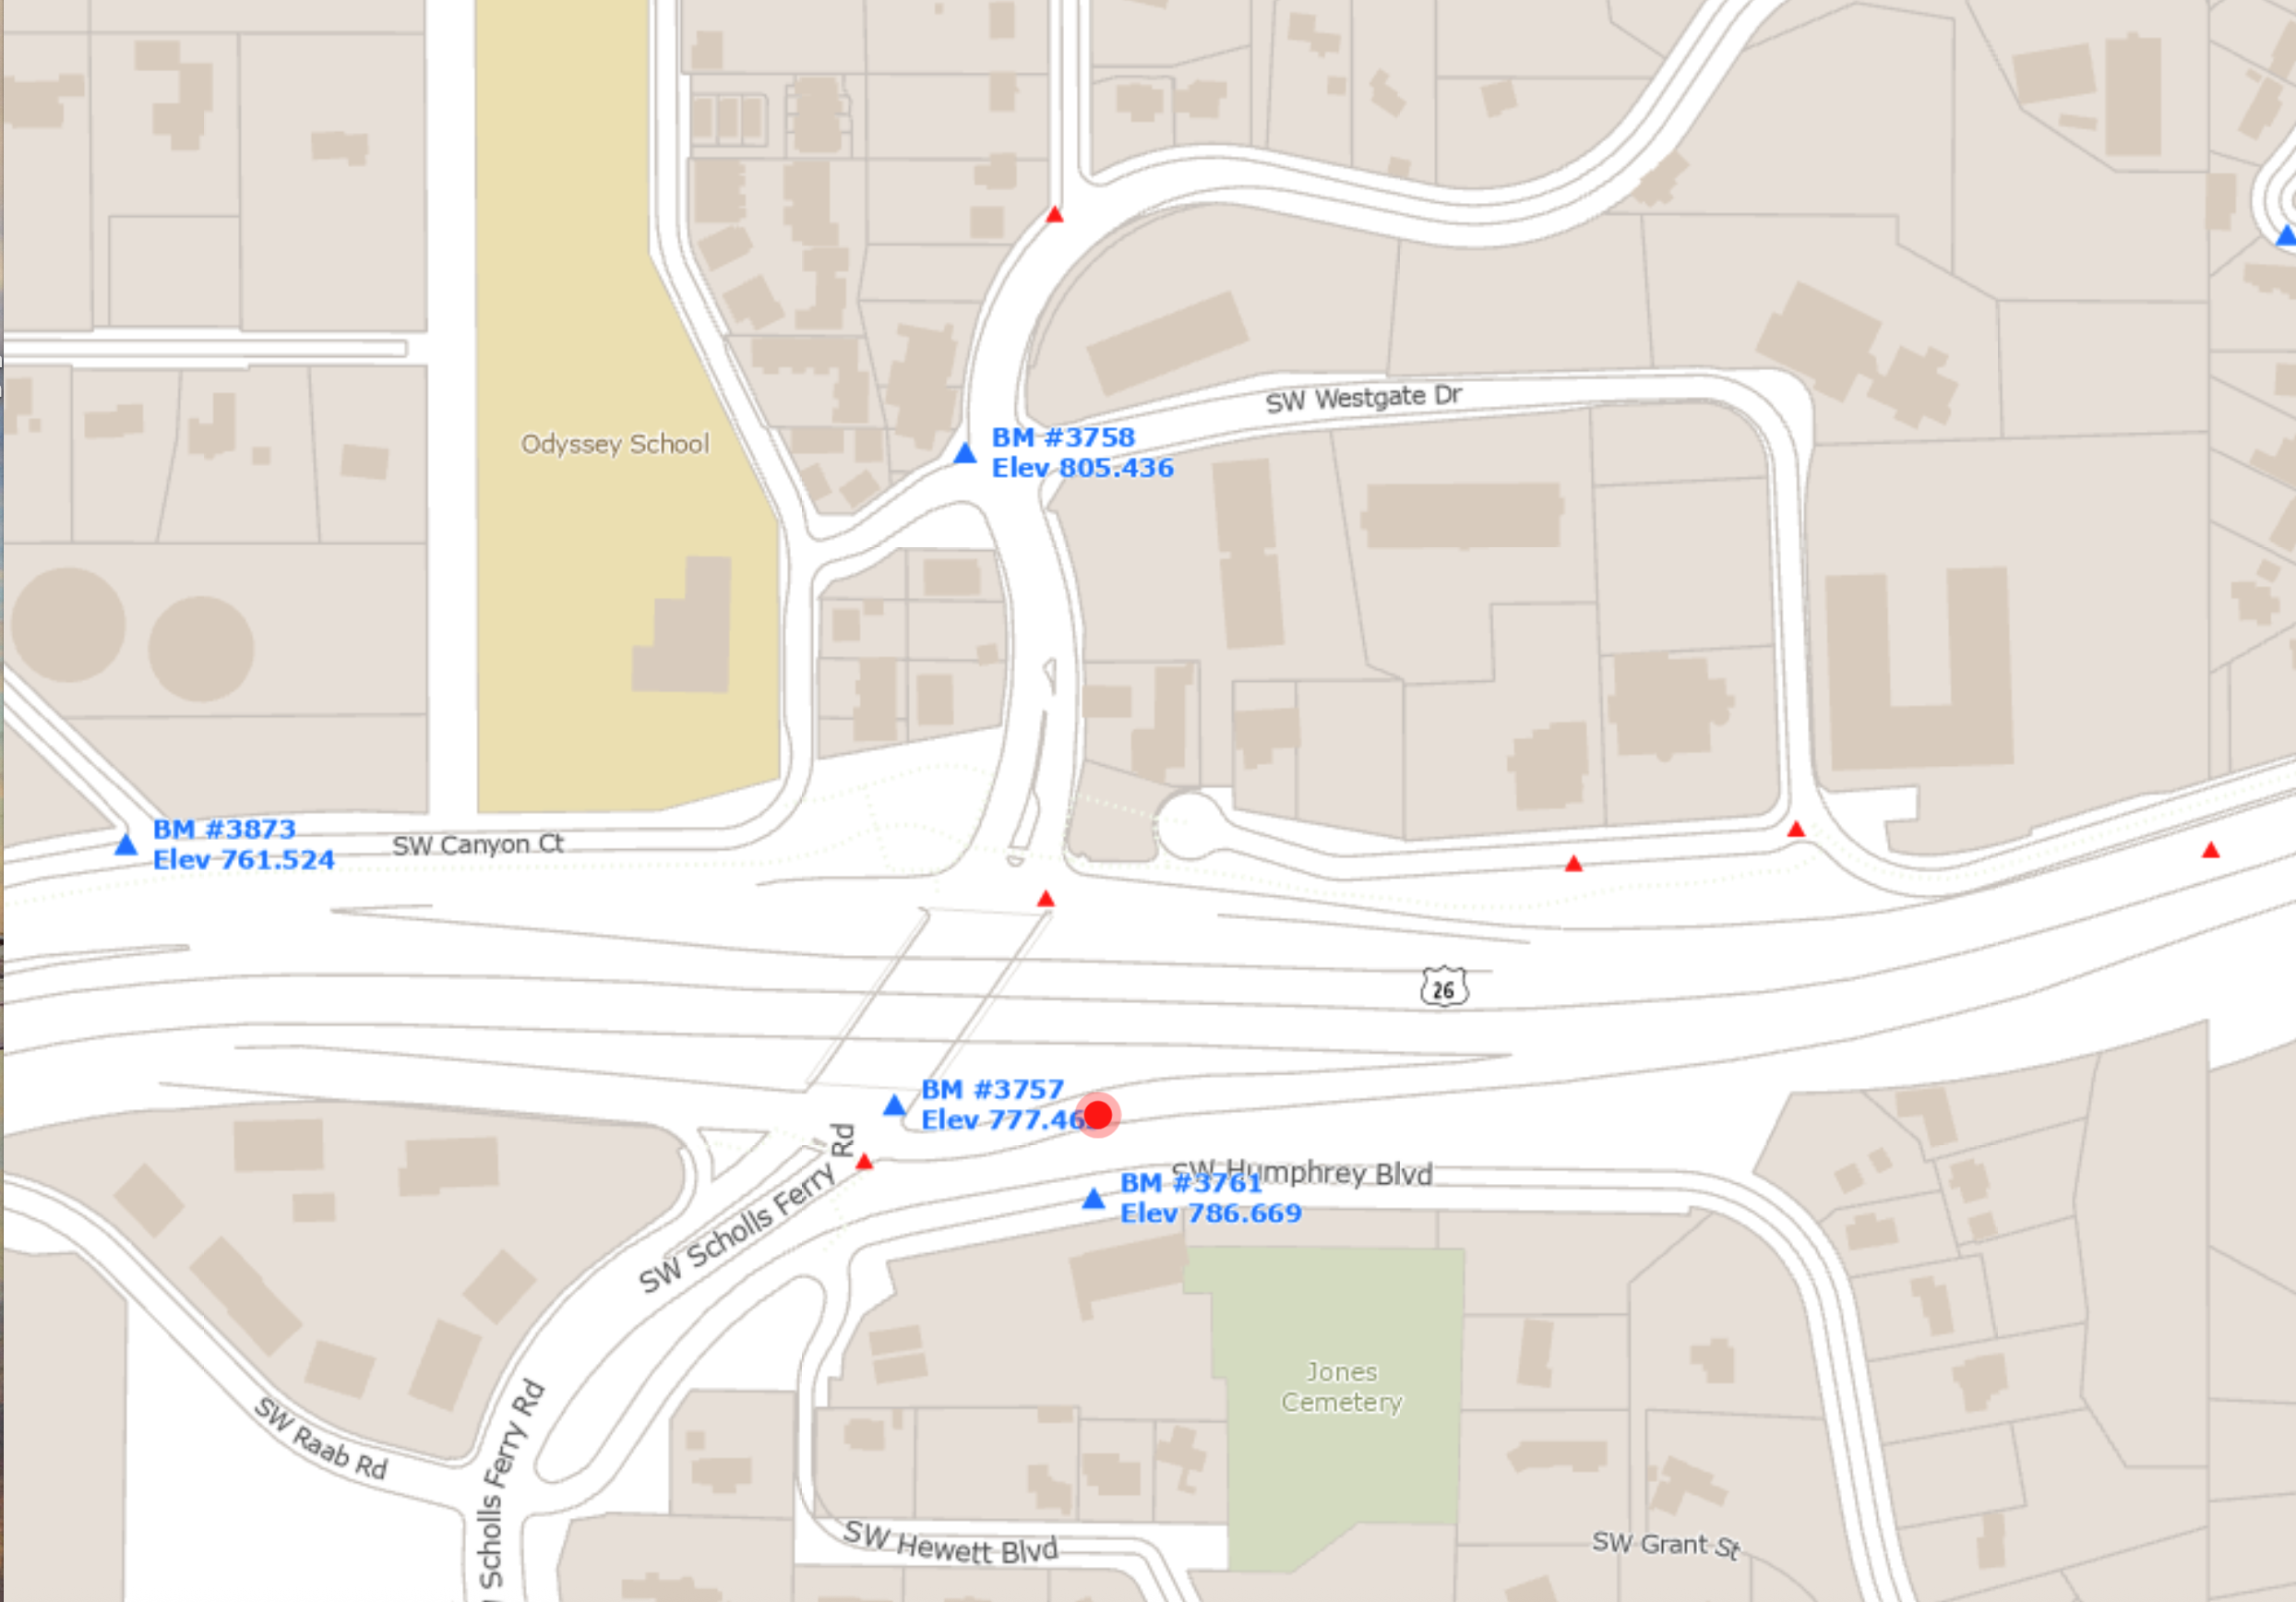 SW Westgate Dr
BM #3758
Elev 805.436
Odyssey School
BM #3873
Elev 761.524
SW Canyon Ct
26
BM #3757
Elev 777.46
SW Scholls Ferry Rd
SW Humphrey Blvd
BM #3761
Elev 786.669
Jones
Cemetery
SW Raab Rd
Scholls Ferry Rd
SW Hewett Blvd
SW Grant St